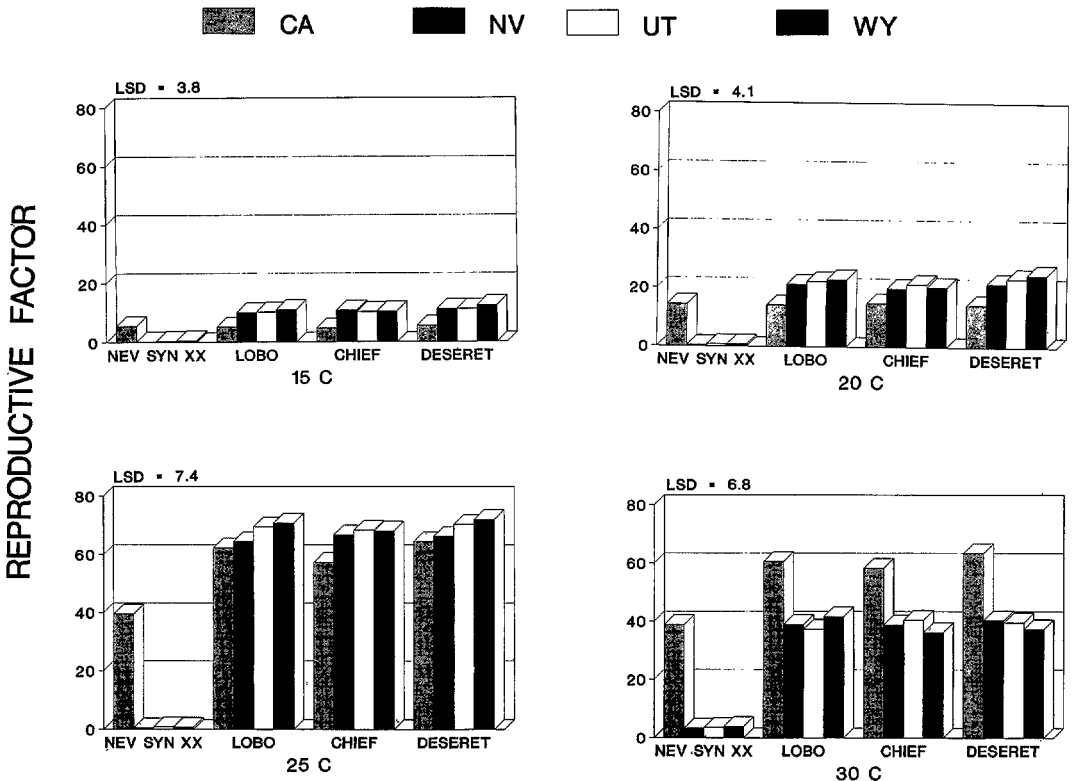 CA NV UT WY
REPRODUCTIVE FACTOR
LSD = 3.8
80
60
40
20
0
NEV SYN XX LOBO CHIEF DESERET
15 C
LSD = 4.1
80
60
40
20
0
NEV SYN XX LOBO CHIEF DESERET
20 C
LSD = 7.4
80
60
40
20
0
NEV SYN XX LOBO CHIEF DESERET
25 C
LSD = 6.8
80
60
40
20
0
NEV SYN XX LOBO CHIEF DESERET
30 C